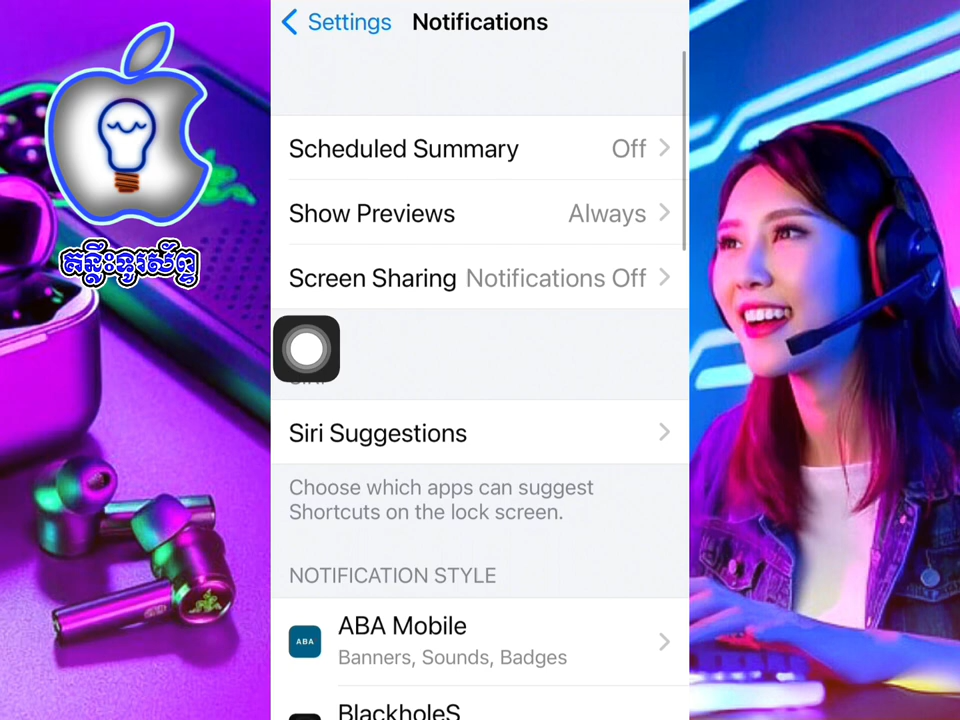 Settings
Notifications
Scheduled Summary
Off
Show Previews
Always
Screen Sharing
Notifications Off
Siri Suggestions
Choose which apps can suggest
Shortcuts on the lock screen.
NOTIFICATION STYLE
ABA
ABA Mobile
Banners, Sounds, Badges
BlackholeS
គន្លឹះទូរស័ព្ទ